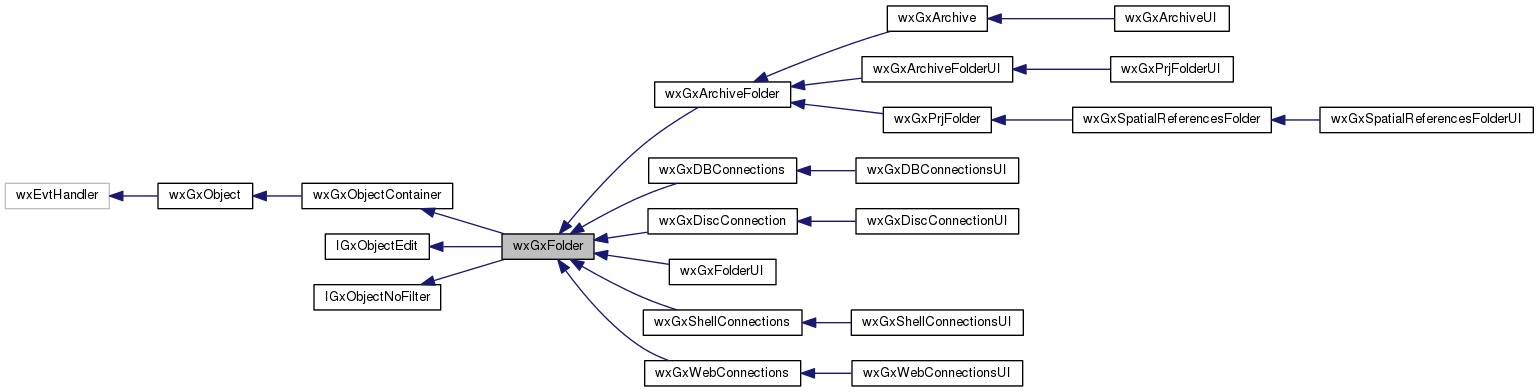 wxGxArchive
wxGxArchiveUI
wxGxArchiveFolderUI
wxGxPrjFolderUI
wxGxArchiveFolder
wxGxPrjFolder
wxGxSpatialReferencesFolder
wxGxSpatialReferencesFolderUI
wxGxDBConnections
wxGxDBConnectionsUI
wxEvtHandler
wxGxObject
wxGxObjectContainer
wxGxDiscConnection
wxGxDiscConnectionUI
IGxObjectEdit
wxGxFolder
wxGxFolderUI
IGxObjectNoFilter
wxGxShellConnections
wxGxShellConnectionsUI
wxGxWebConnections
wxGxWebConnectionsUI